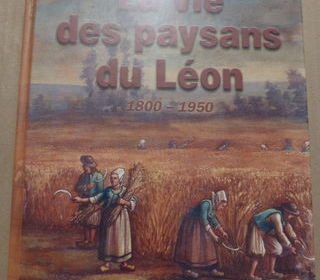 La vie
des paysans
du Léon
1800 - 1950